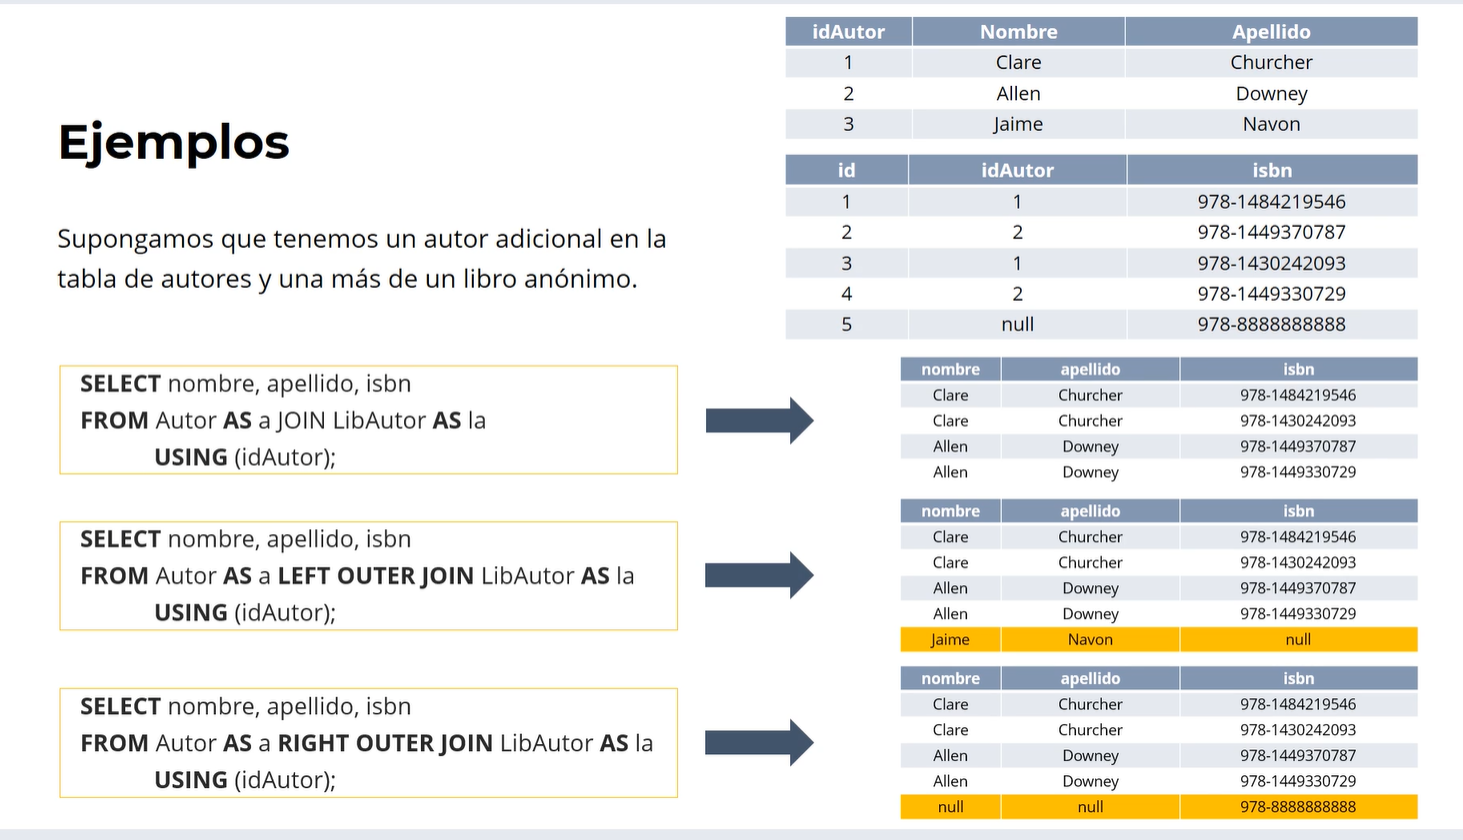 Ejemplos
Supongamos que tenemos un autor adicional en la
tabla de autores y una más de un libro anónimo.
idAutor Nombre Apellido
1 Clare Churcher
2 Allen Downey
3 Jaime Navon
id idAutor isbn
1 1 978-1484219546
2 2 978-1449370787
3 1 978-1430242093
4 2 978-1449330729
5 null 978-8888888888
SELECT nombre, apellido, isbn
FROM Autor AS a JOIN LibAutor AS la
USING (idAutor);
nombre apellido isbn
Clare Churcher 978-1484219546
Clare Churcher 978-1430242093
Allen Downey 978-1449370787
Allen Downey 978-1449330729
SELECT nombre, apellido, isbn
FROM Autor AS a LEFT OUTER JOIN LibAutor AS la
USING (idAutor);
nombre apellido isbn
Clare Churcher 978-1484219546
Clare Churcher 978-1430242093
Allen Downey 978-1449370787
Allen Downey 978-1449330729
Jaime Navon null
SELECT nombre, apellido, isbn
FROM Autor AS a RIGHT OUTER JOIN LibAutor AS la
USING (idAutor);
nombre apellido isbn
Clare Churcher 978-1484219546
Clare Churcher 978-1430242093
Allen Downey 978-1449370787
Allen Downey 978-1449330729
null null 978-8888888888